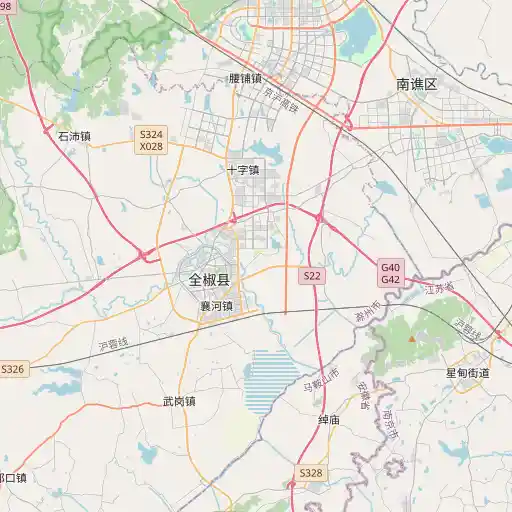 98
腰铺镇
南谯区
京沪高铁
石沛镇
S324
X028
十字镇
全椒县
S22
G40
G42
江苏省
襄河镇
滁州市
沪蓉线
沪蓉线
S326
马鞍山市
安徽省
星甸街道
武岗镇
南京市
绰庙
S328
口镇